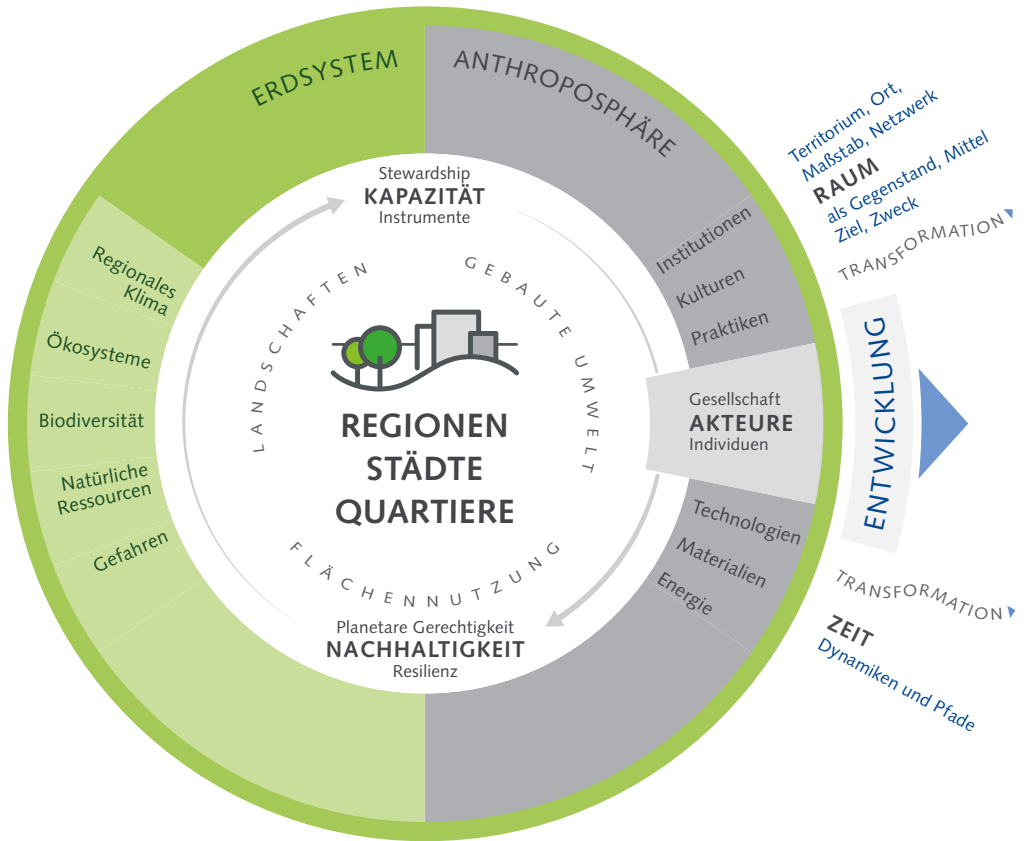 ERDSYSTEM
ANTHROPOSPHÄRE
Territorium, Ort,
Maßstab, Netzwerk
RAUM
als Gegenstand, Mittel
Ziel, Zweck
TRANSFORMATION
Stewardship
KAPAZITÄT
Instrumente
Regionales
Klima
Ökosysteme
Biodiversität
Natürliche
Ressourcen
Gefahren
LANDSCHAFTEN
GEBAUTE UMWELT
REGIONEN
STÄDTE
QUARTIERE
FLÄCHENNUTZUNG
Institutionen
Kulturen
Praktiken
Gesellschaft
AKTEURE
Individuen
Technologien
Materialien
Energie
ENTWICKLUNG
Planetare Gerechtigkeit
NACHHALTIGKEIT
Resilienz
TRANSFORMATION
ZEIT
Dynamiken und Pfade